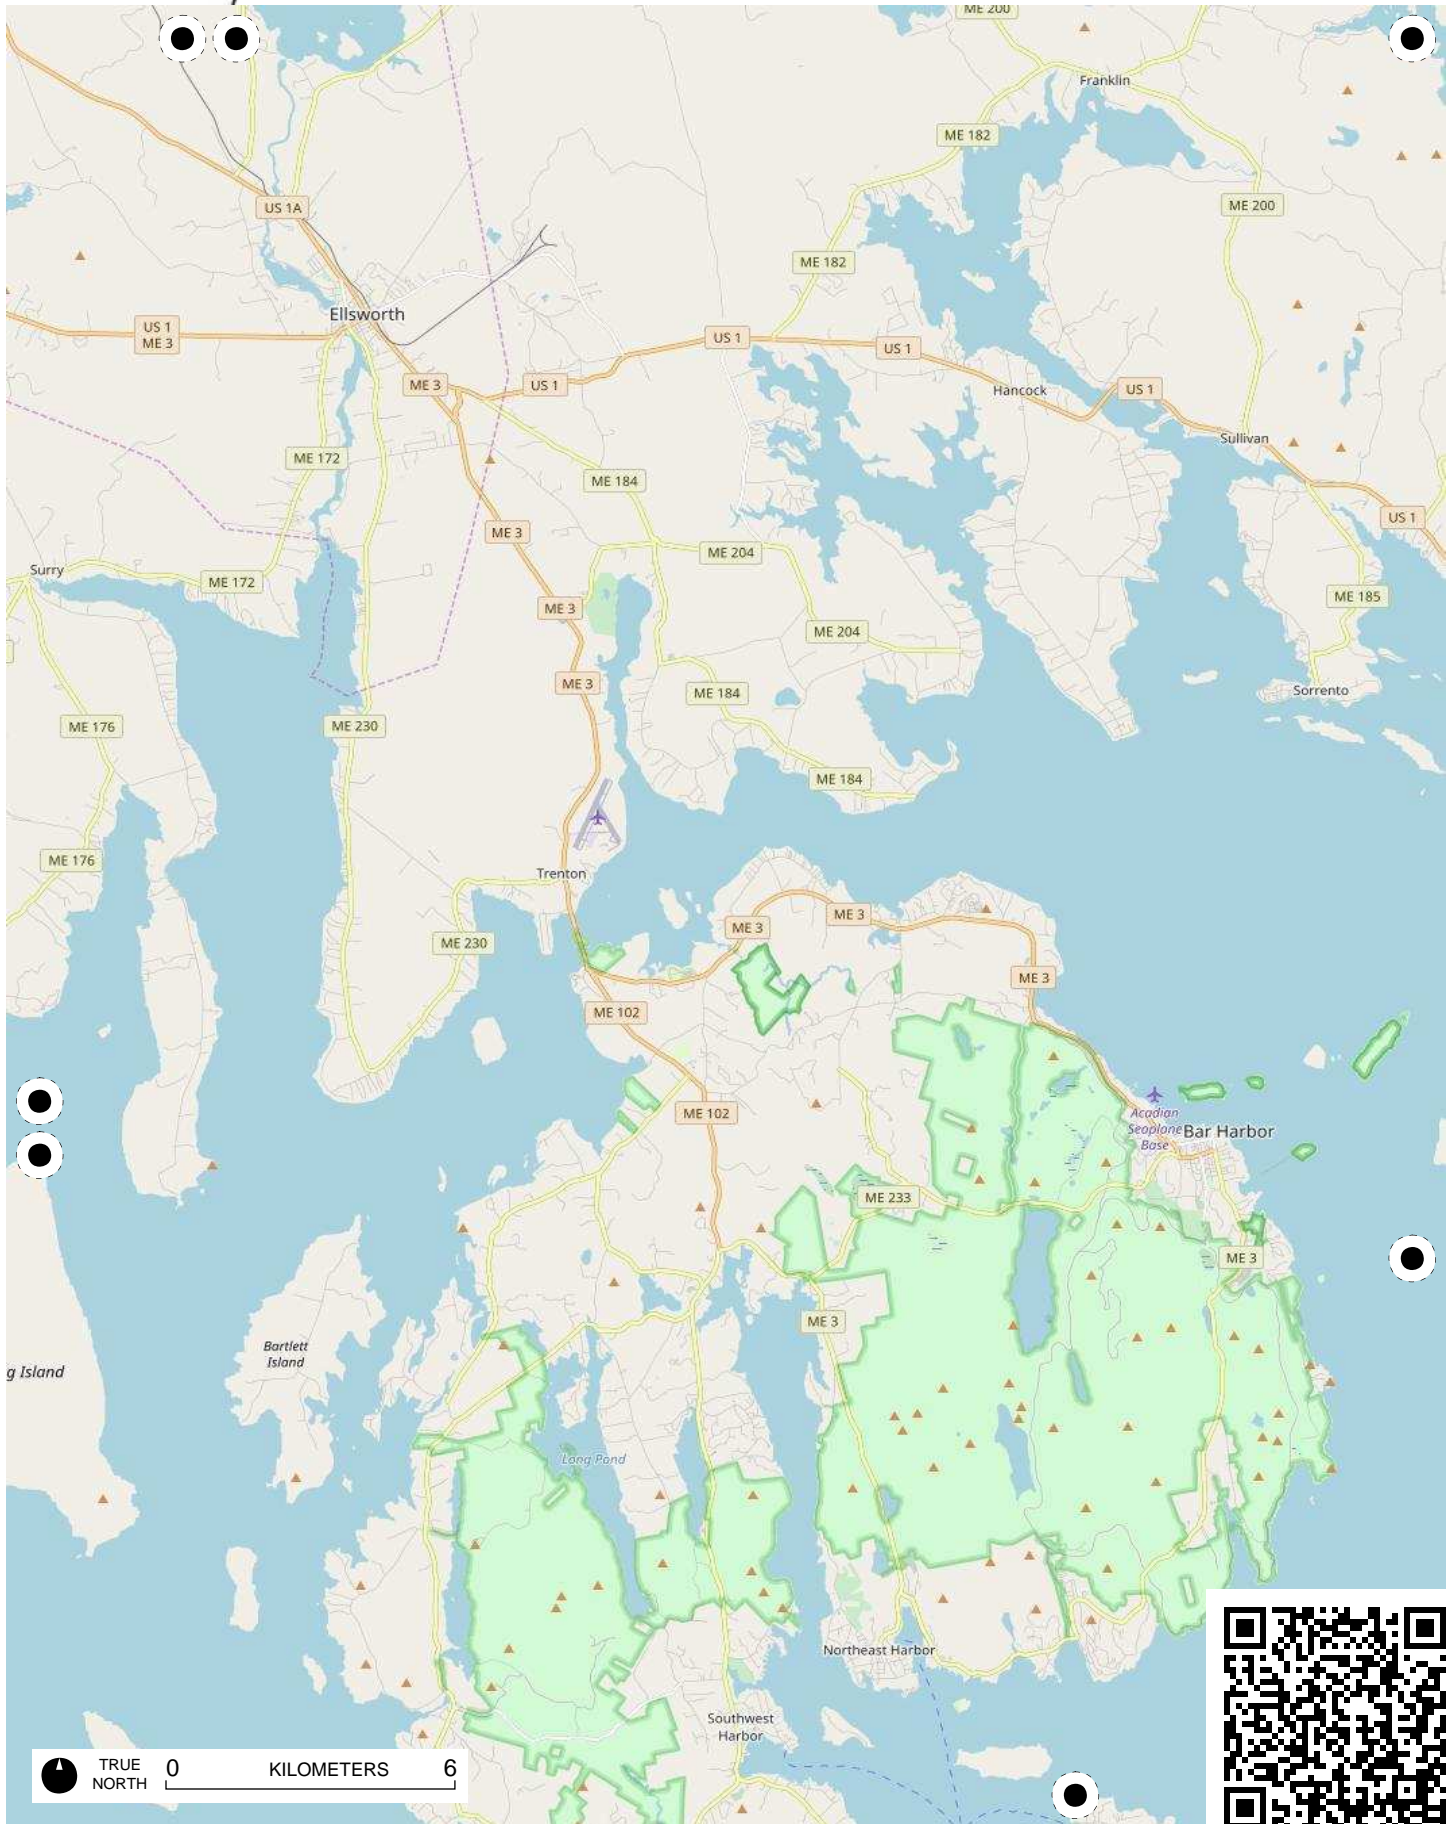 ME 200
Franklin
ME 182
ME 200
US 1A
ME 182
Ellsworth
US 1
ME 3
US 1
US 1
ME 3
US 1
Hancock
US 1
Sullivan
ME 172
ME 184
US 1
ME 3
ME 204
Surry
ME 172
ME 3
ME 185
ME 204
ME 3
ME 184
Sorrento
ME 176
ME 230
ME 184
ME 176
Trenton
ME 3
ME 3
ME 230
ME 3
ME 102
ME 102
Acadian
Seaplane
Base
Bar Harbor
ME 233
ME 3
ME 3
Bartlett
Island
g Island
Long Pond
Northeast Harbor
Southwest
Harbor
TRUE
NORTH
0 KILOMETERS 6